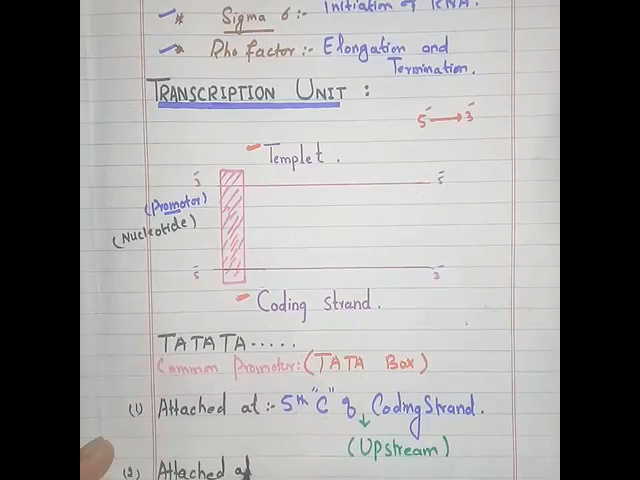 Initiation of RNA.
* Sigma 6 :-
* Rho factor :- Elongation and
Termination.
TRANSCRIPTION UNIT :
5' → 3'
Templet.
3' 5'
(Promotor)
(Nucleotide)
5' 3'
Coding strand.
TATATA.....
Common Promotor: (TATA Box)
(1) Attached at :- 5th "C" of Coding Strand.
(Upstream)
(2) Attached at